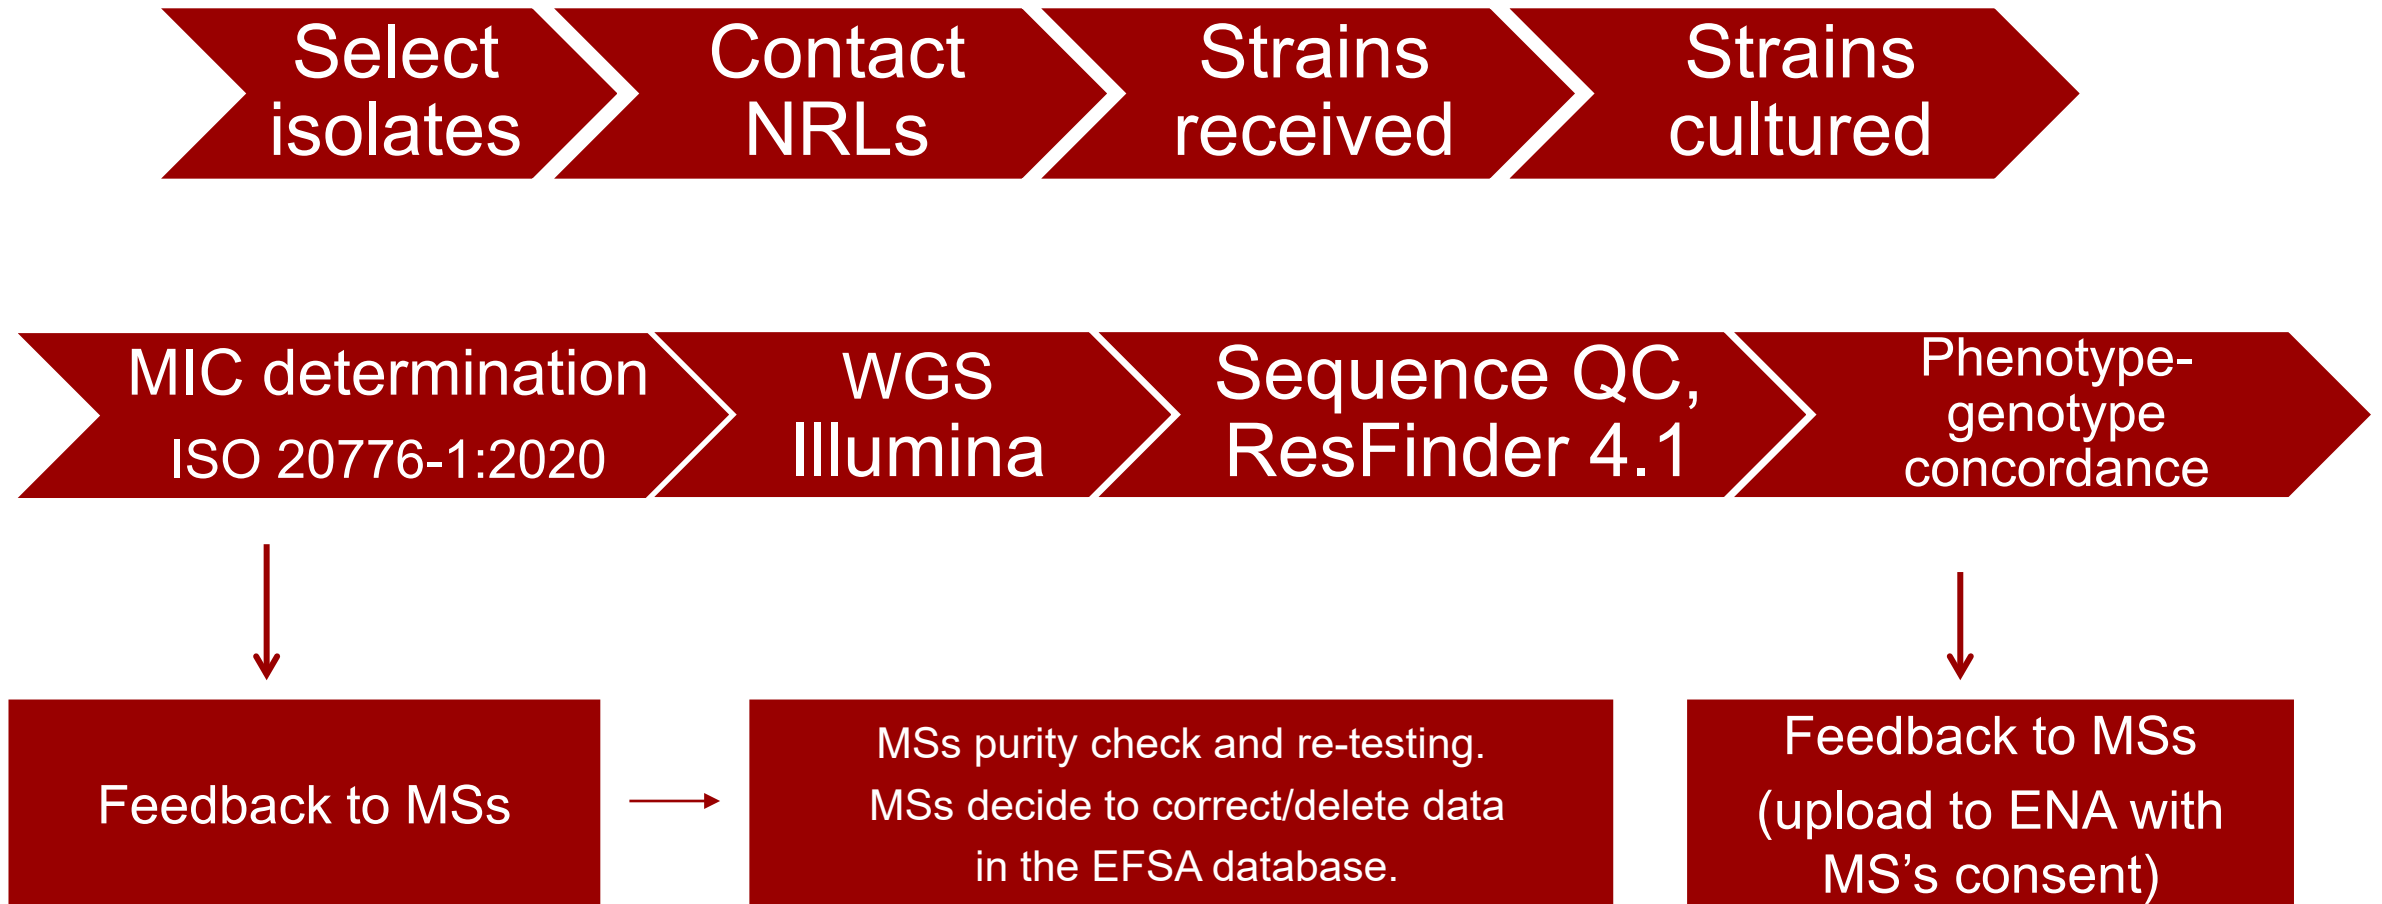 Select
isolates
Contact
NRLs
Strains
received
Strains
cultured
MIC determination
ISO 20776-1:2020
WGS
Illumina
Sequence QC,
ResFinder 4.1
Phenotype-
genotype
concordance
Feedback to MSs
MSs purity check and re-testing.
MSs decide to correct/delete data
in the EFSA database.
Feedback to MSs
(upload to ENA with
MS’s consent)